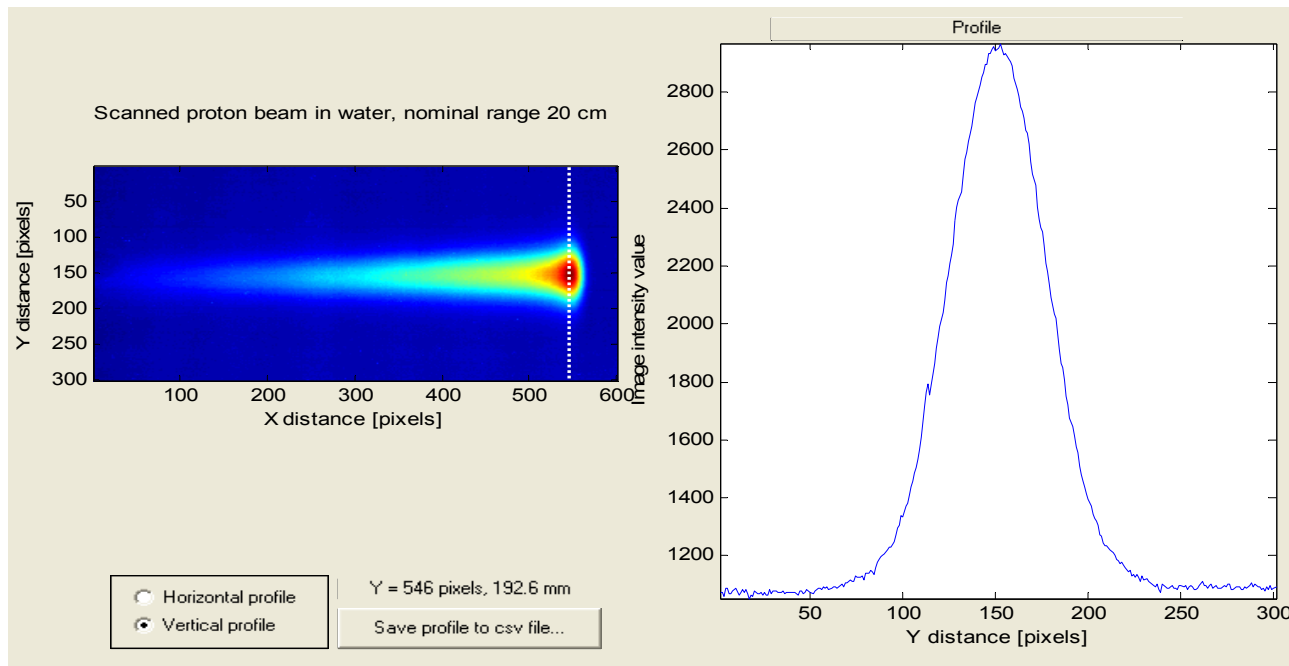 Scanned proton beam in water, nominal range 20 cm
50
100
150
200
250
300
Y distance [pixels]
100
200
300
400
500
600
X distance [pixels]
Horizontal profile
Vertical profile
Y = 546 pixels, 192.6 mm
Save profile to csv file...
Profile
2800
2600
2400
2200
2000
1800
1600
1400
1200
Image intensity value
50
100
150
200
250
300
Y distance [pixels]